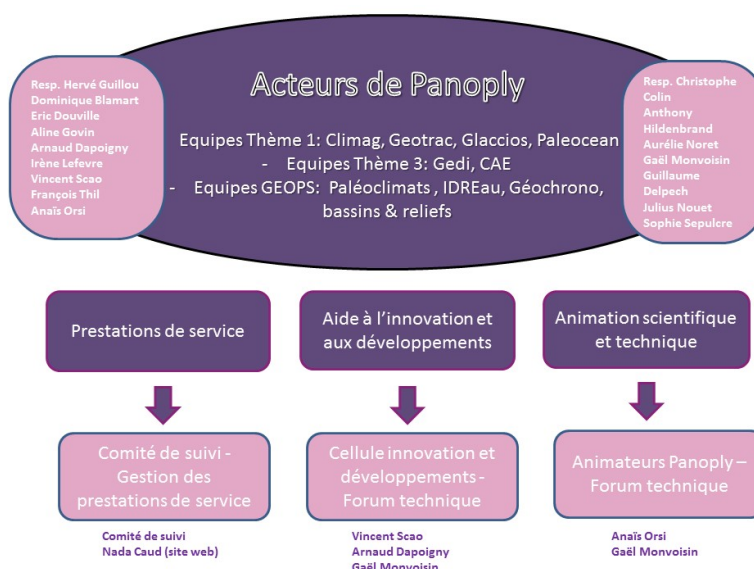 Acteurs de Panoply
Equipes Thème 1: Climag, Geotrac, Glaccios, Paleocean
- Equipes Thème 3: Gedi, CAE
- Equipes GEOPS: Paléoclimats , IDREau, Géochrono,
bassins & reliefs
Resp. Hervé Guillou
Dominique Blamart
Eric Douville
Aline Govin
Arnaud Dapoigny
Irène Lefevre
Vincent Scao
François Thil
Anaïs Orsi
Resp. Christophe
Colin
Anthony
Hildenbrand
Aurélie Noret
Gaël Monvoisin
Guillaume
Delpech
Julius Nouet
Sophie Sepulcre
Prestations de service
Aide à l’innovation et
aux développements
Animation scientifique
et technique
Comité de suivi -
Gestion des
prestations de service
Cellule innovation et
développements-
Forum technique
Animateurs Panoply –
Forum technique
Comité de suivi
Nada Caud (site web)
Vincent Scao
Arnaud Dapoigny
Gaël Monvoisin
Anaïs Orsi
Gaël Monvoisin